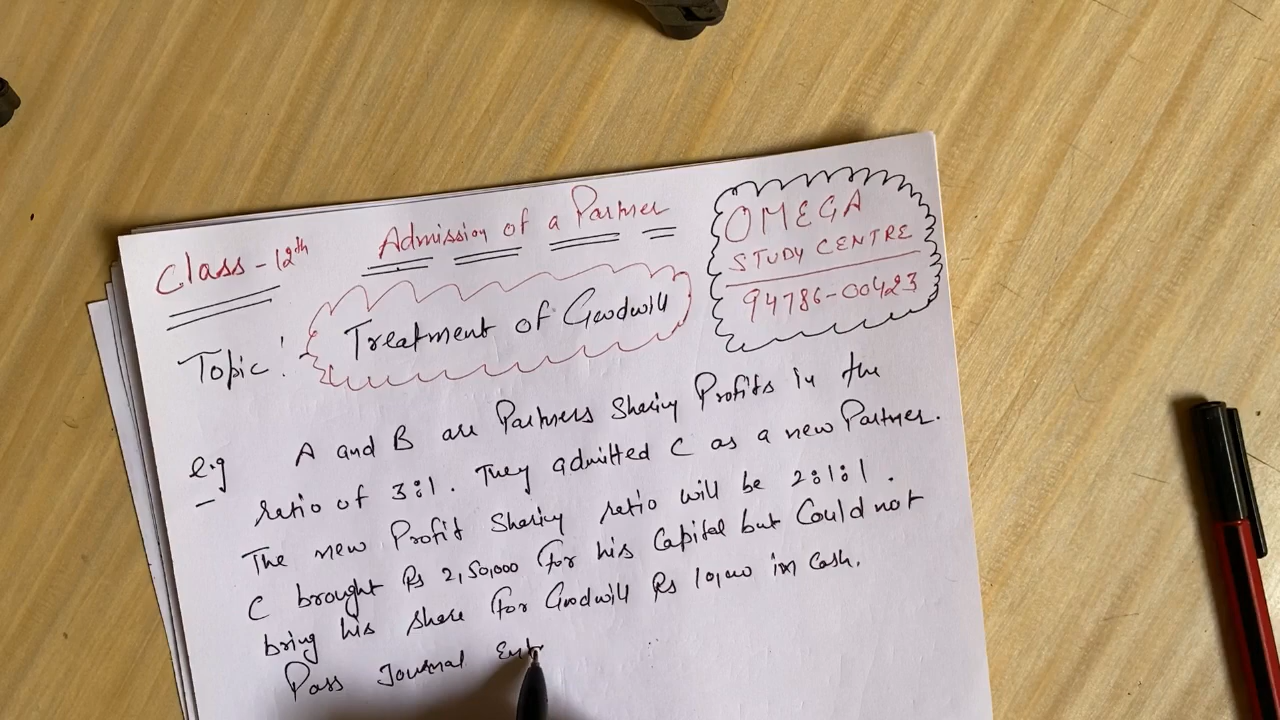 Class - 12th
Admission of a Partner
OMEGA
STUDY CENTRE
94786-00423
Topic :-
Treatment of Goodwill
e.g A and B are Partners Sharing Profits in the
ratio of 3:1. They admitted C as a new Partner.
The new Profit Sharing ratio will be 2:1:1.
C brought Rs 2,50,000 for his Capital but Could not
bring his share for Goodwill Rs 10,000 in Cash.
Pass Journal Ent